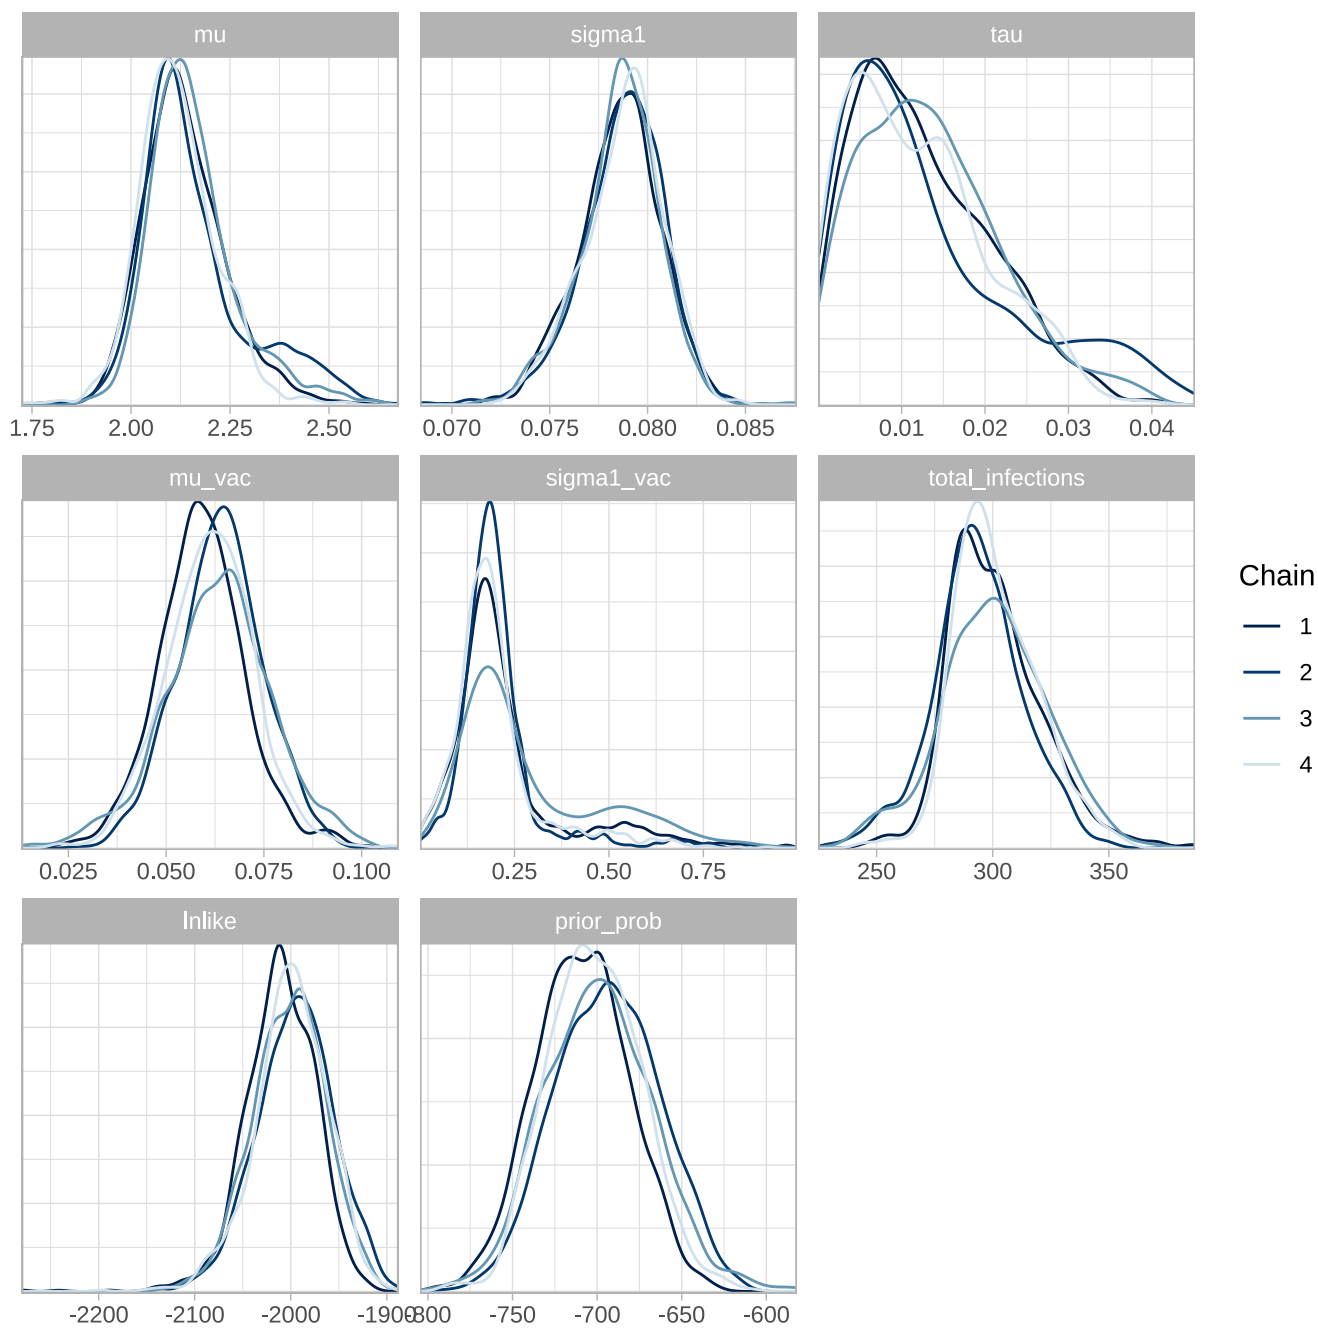 mu sigma1 tau
1.75 2.00 2.25 2.50 0.070 0.075 0.080 0.085 0.01 0.02 0.03 0.04
mu_vac sigma1_vac total_infections
0.025 0.050 0.075 0.100 0.25 0.50 0.75 250 300 350
Chain
1
2
3
4
lnlike prior_prob
-2200 -2100 -2000 -1900 -800 -750 -700 -650 -600